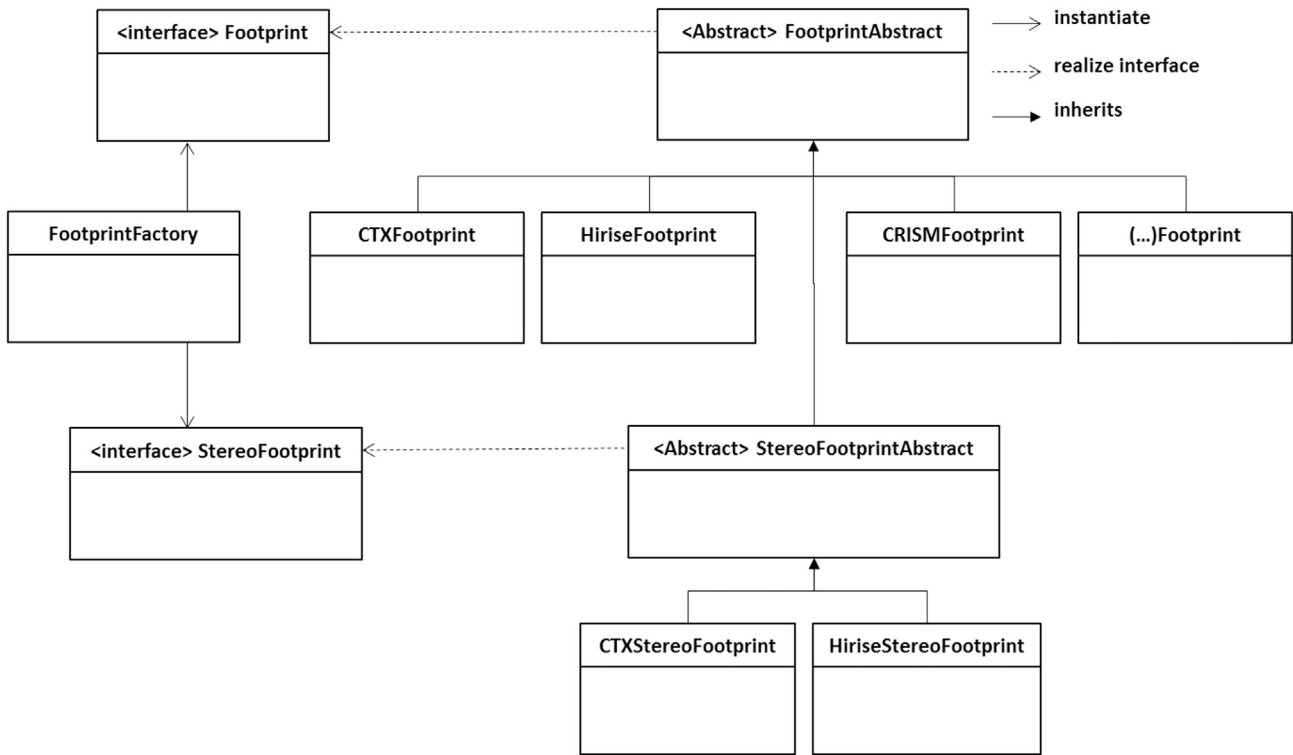 <interface> Footprint
<Abstract> FootprintAbstract
instantiate
realize interface
inherits
FootprintFactory
CTXFootprint
HiriseFootprint
CRISMFootprint
(...)Footprint
<interface> StereoFootprint
<Abstract> StereoFootprintAbstract
CTXStereoFootprint
HiriseStereoFootprint